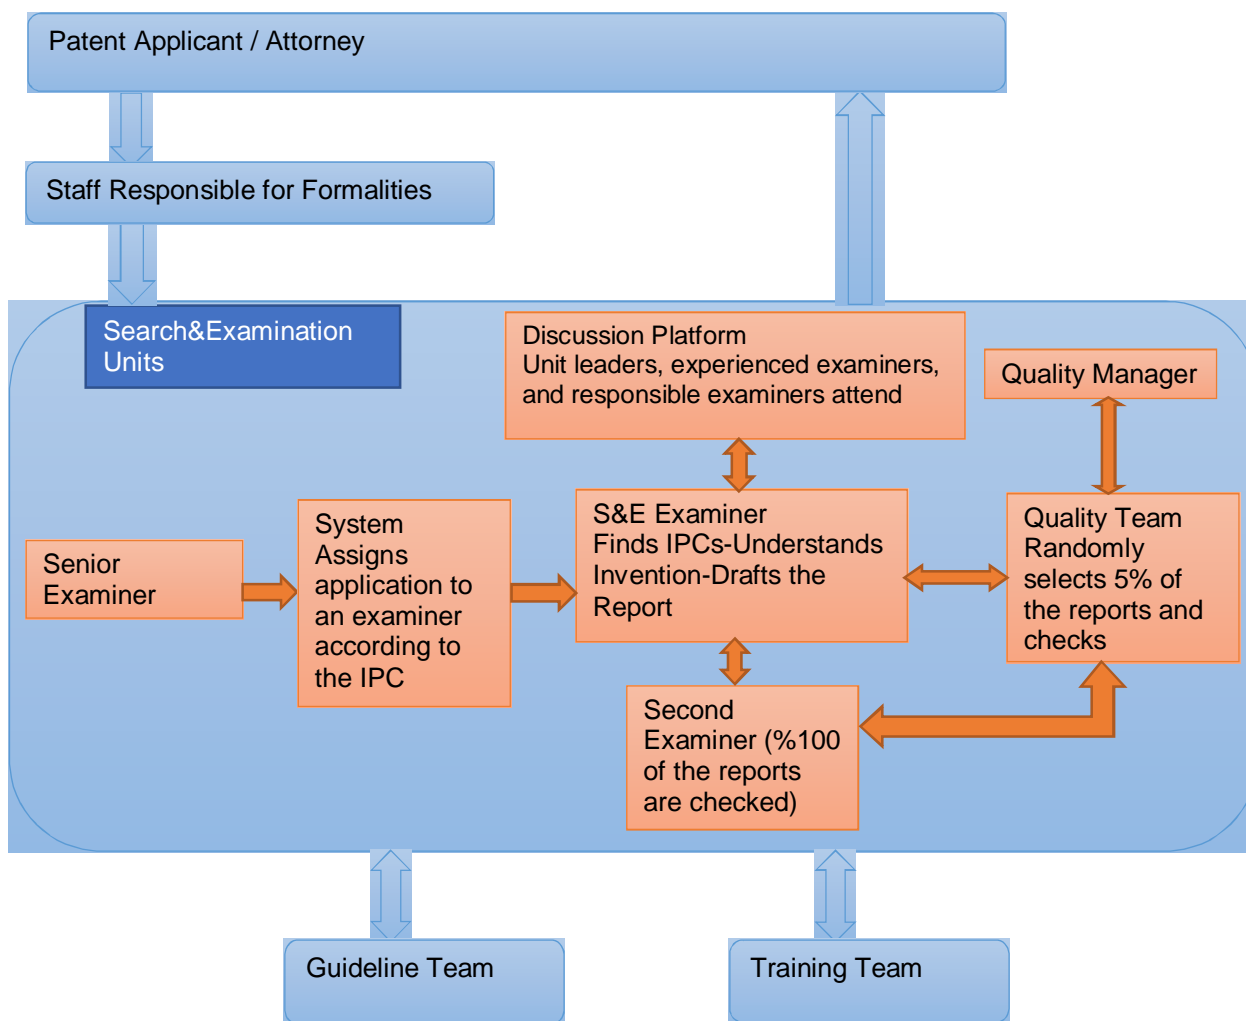 Patent Applicant / Attorney
Staff Responsible for Formalities
Search&Examination
Units
Discussion Platform
Unit leaders, experienced examiners,
and responsible examiners attend
Quality Manager
Senior
Examiner
System
Assigns
application to
an examiner
according to
the IPC
S&E Examiner
Finds IPCs-Understands
Invention-Drafts the
Report
Quality Team
Randomly
selects 5% of
the reports and
checks
Second
Examiner (%100
of the reports
are checked)
Guideline Team
Training Team